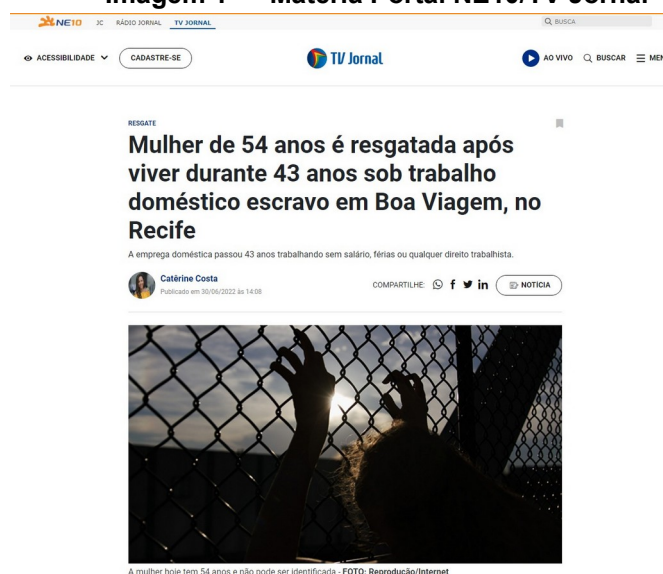 Matéria Portal NE10/TV Jornal
NE10 JC RÁDIO JORNAL TV JORNAL BUSCA
ACESSIBILIDADE CADASTRE-SE TV Jornal AO VIVO BUSCAR MEN
RESGATE
Mulher de 54 anos é resgatada após
viver durante 43 anos sob trabalho
doméstico escravo em Boa Viagem, no
Recife
A emprega doméstica passou 43 anos trabalhando sem salário, férias ou qualquer direito trabalhista.
Catêrine Costa
Publicado em 30/06/2022 às 14:08
COMPARTILHE: f in NOTÍCIA
A mulher hoje tem 54 anos e não pode ser identificada - FOTO: Reprodução/Internet